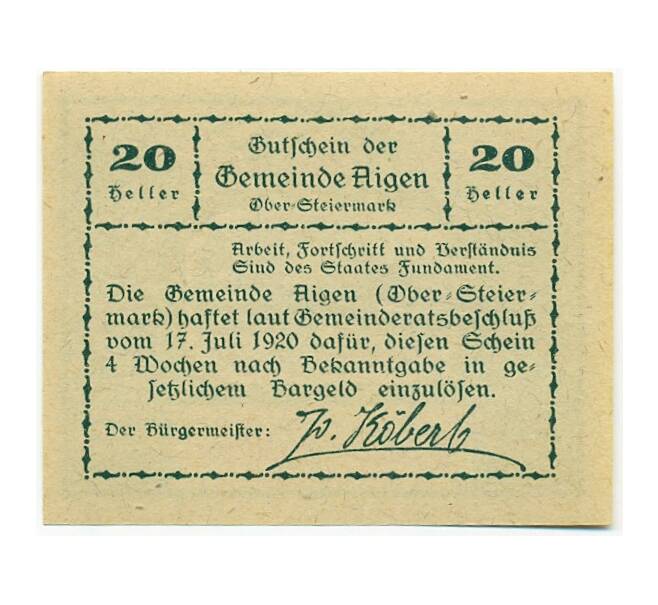 20 Heller
Gutschein der
Gemeinde Aigen
Ober-Steiermark
20 Heller
Arbeit, Fortschritt und Verständnis
Sind des Staates Fundament.
Die Gemeinde Aigen (Ober-Steier-
mark) haftet laut Gemeinderatsbeschluß
vom 17. Juli 1920 dafür, diesen Schein
4 Wochen nach Bekanntgabe in ge-
setzlichem Bargeld einzulösen.
Der Bürgermeister: